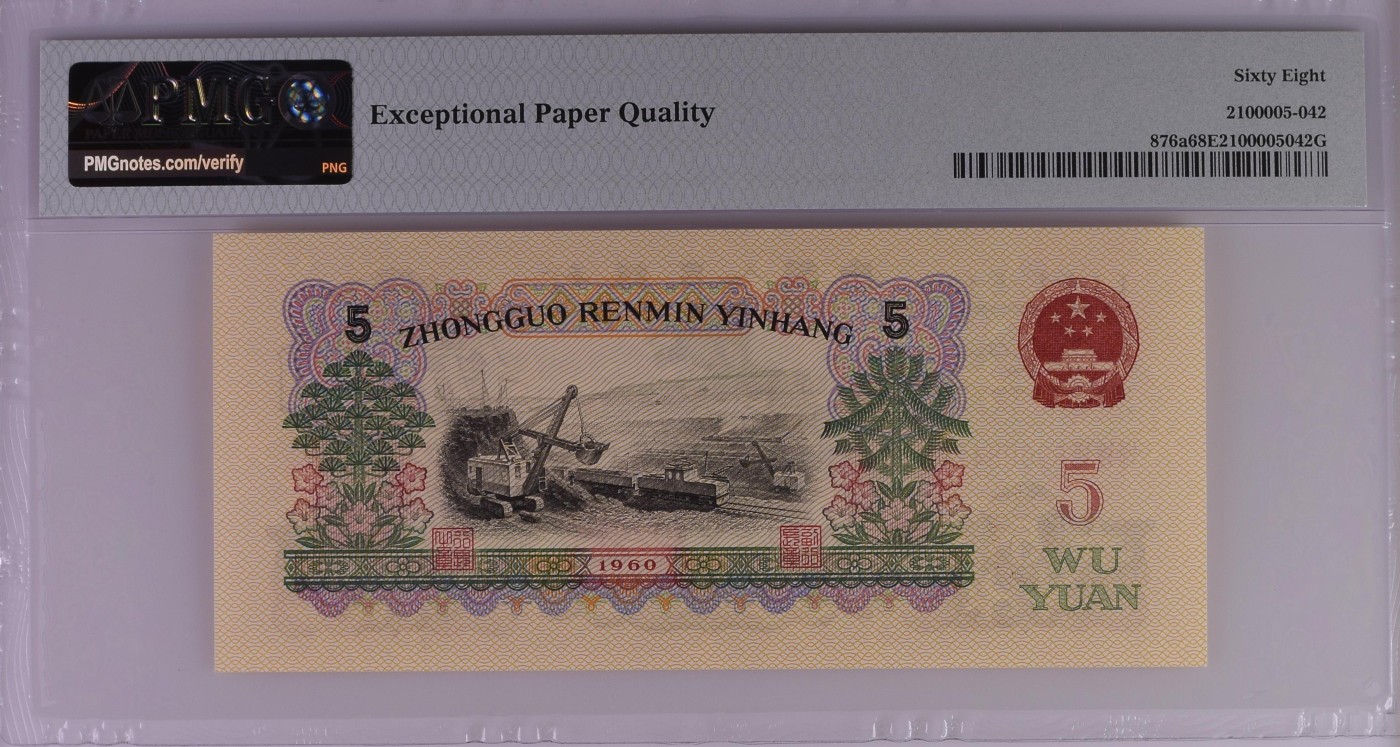 PMG
PMGnotes.com/verify
PNG
Exceptional Paper Quality
Sixty Eight
2100005-042
876a68E2100005042G
5 ZHONGGUO RENMIN YINHANG 5
5
1960
WU
YUAN